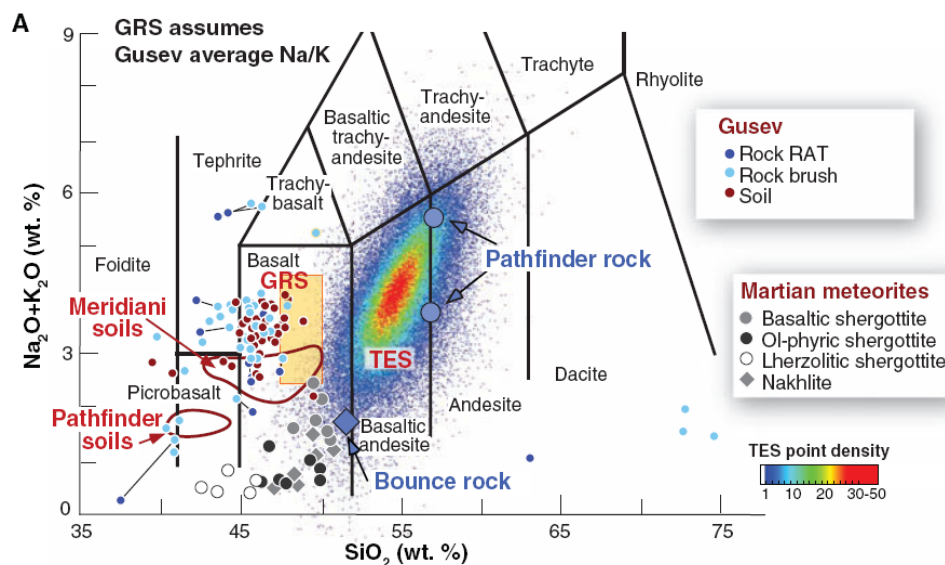 A
GRS assumes
Gusev average Na/K
9
6
3
0
Na₂O+K₂O (wt. %)
35
45
55
65
75
SiO₂ (wt. %)
Foidite
Tephrite
Trachy-
basalt
Basaltic
trachy-
andesite
Trachy-
andesite
Trachyte
Rhyolite
Basalt
GRS
Picrobasalt
TES
Basaltic
andesite
Andesite
Dacite
Meridiani
soils
Pathfinder
soils
Pathfinder rock
Bounce rock
Gusev
Rock RAT
Rock brush
Soil
Martian meteorites
Basaltic shergottite
Ol-phyric shergottite
Lherzolitic shergottite
Nakhlite
TES point density
1 10 20 30-50